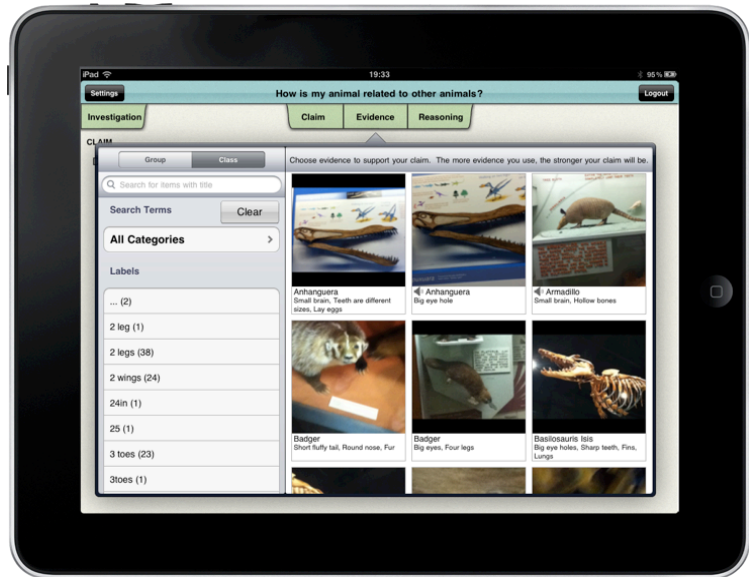 iPad 19:33 95 %
Settings How is my animal related to other animals? Logout
Investigation Claim Evidence Reasoning
CLAIM
Group Class
Choose evidence to support your claim. The more evidence you use, the stronger your claim will be.
Search for items with title
Search Terms Clear
All Categories
Labels
... (2)
2 leg (1)
2 legs (38)
2 wings (24)
24in (1)
25 (1)
3 toes (23)
3toes (1)
Anhanguera
Small brain, Teeth are different
sizes, Lay eggs
Anhanguera
Big eye hole
Armadillo
Small brain, Hollow bones
Badger
Short fluffy tail, Round nose, Fur
Badger
Big eyes, Four legs
Basilosauris Isis
Big eye holes, Sharp teeth, Fins,
Lungs